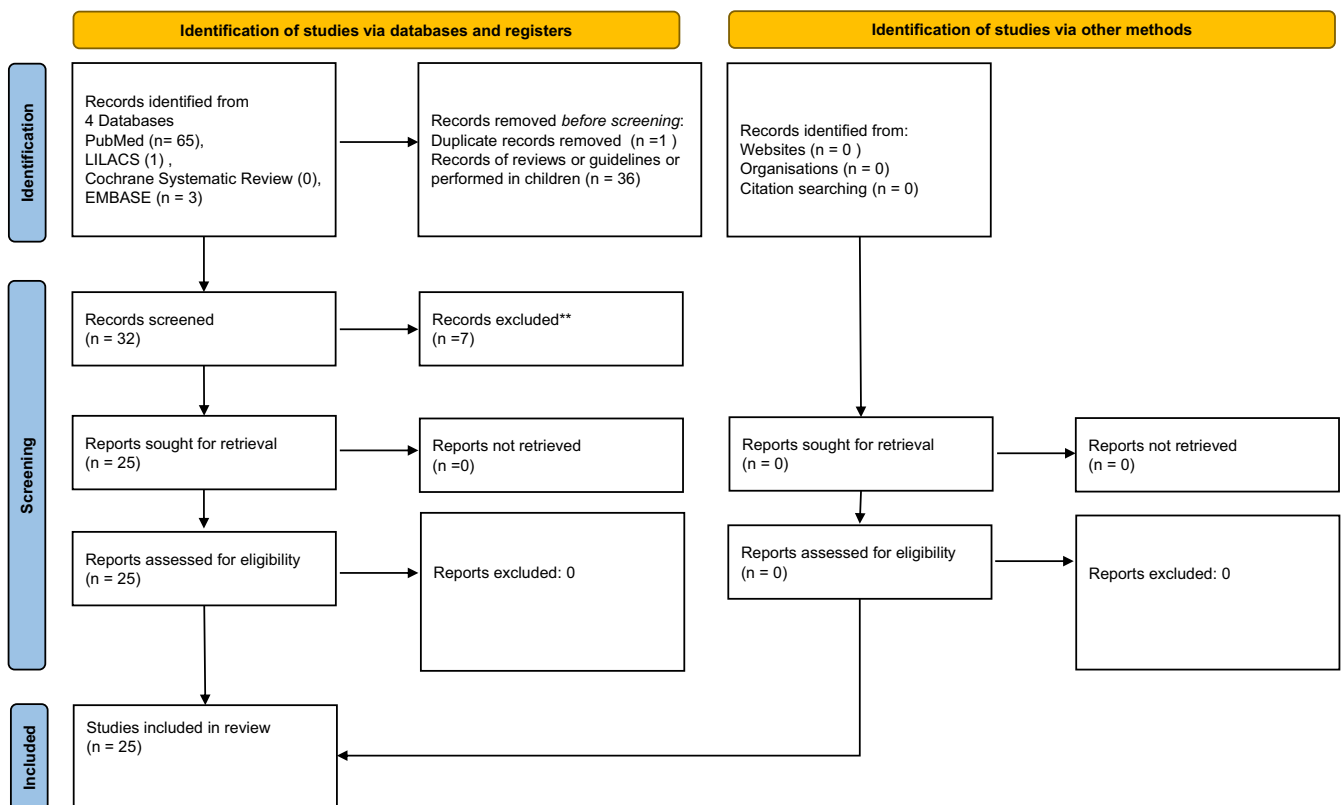 Identification of studies via databases and registers
Identification of studies via other methods
Identification
Records identified from
4 Databases
PubMed (n= 65),
LILACS (1) ,
Cochrane Systematic Review (0),
EMBASE (n = 3)
Records removed before screening:
Duplicate records removed (n =1 )
Records of reviews or guidelines or
performed in children (n = 36)
Records identified from:
Websites (n = 0 )
Organisations (n = 0)
Citation searching (n = 0)
Screening
Records screened
(n = 32)
Records excluded**
(n =7)
Reports sought for retrieval
(n = 25)
Reports not retrieved
(n =0)
Reports sought for retrieval
(n = 0)
Reports not retrieved
(n = 0)
Reports assessed for eligibility
(n = 25)
Reports excluded: 0
Reports assessed for eligibility
(n = 0)
Reports excluded: 0
Included
Studies included in review
(n = 25)